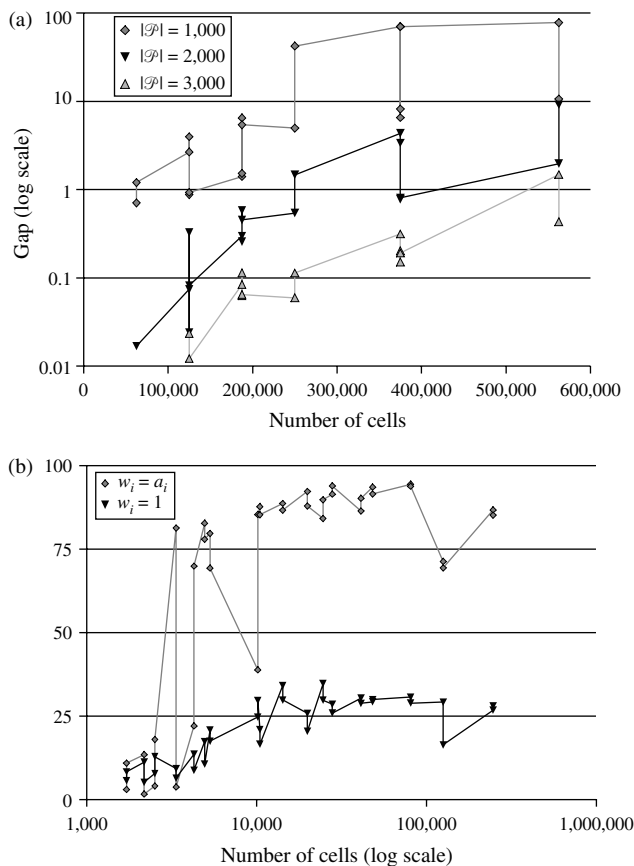 (a)
100
10
1
0.1
0.01
Gap (log scale)
|𝒫| = 1,000
|𝒫| = 2,000
|𝒫| = 3,000
0 100,000 200,000 300,000 400,000 500,000 600,000
Number of cells
(b)
100
75
50
25
0
wᵢ = aᵢ
wᵢ = 1
1,000 10,000 100,000 1,000,000
Number of cells (log scale)